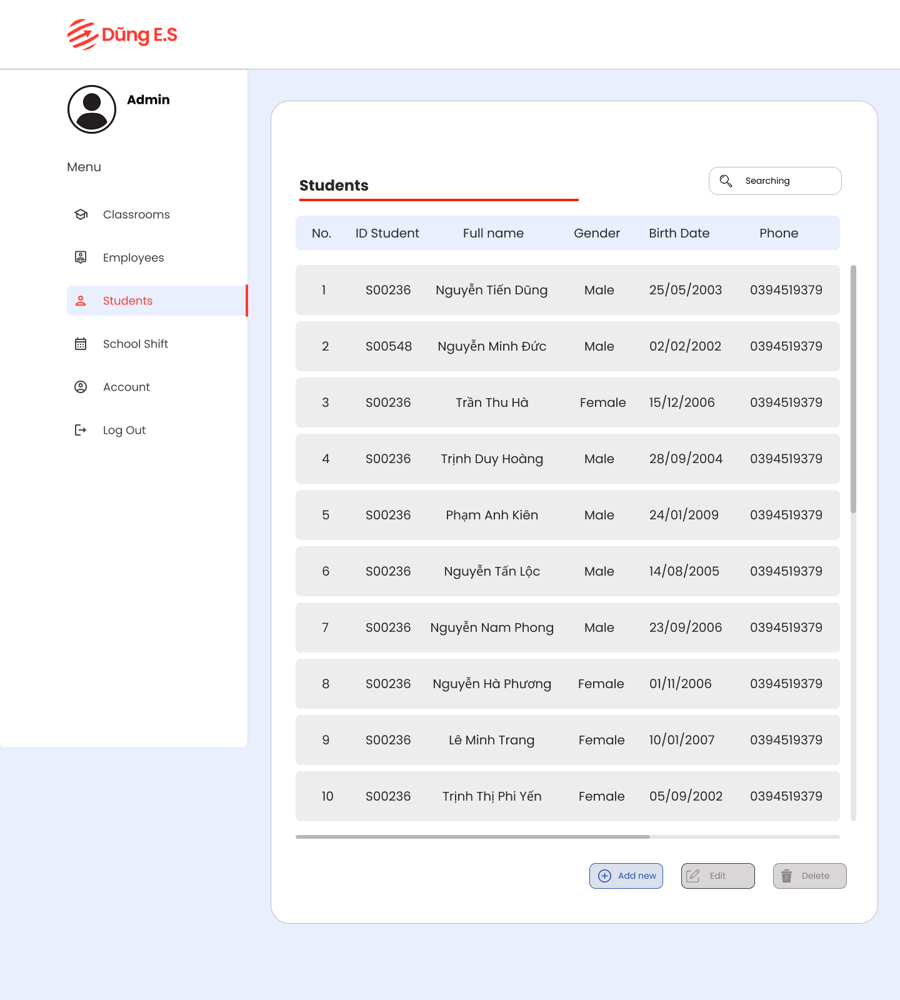 Dũng E.S
Admin
Menu
Classrooms
Employees
Students
School Shift
Account
Log Out
Students
Searching
No. ID Student Full name Gender Birth Date Phone
1 S00236 Nguyễn Tiến Dũng Male 25/05/2003 0394519379
2 S00548 Nguyễn Minh Đức Male 02/02/2002 0394519379
3 S00236 Trần Thu Hà Female 15/12/2006 0394519379
4 S00236 Trịnh Duy Hoàng Male 28/09/2004 0394519379
5 S00236 Phạm Anh Kiên Male 24/01/2009 0394519379
6 S00236 Nguyễn Tấn Lộc Male 14/08/2005 0394519379
7 S00236 Nguyễn Nam Phong Male 23/09/2006 0394519379
8 S00236 Nguyễn Hà Phương Female 01/11/2006 0394519379
9 S00236 Lê Minh Trang Female 10/01/2007 0394519379
10 S00236 Trịnh Thị Phi Yến Female 05/09/2002 0394519379
Add new Edit Delete